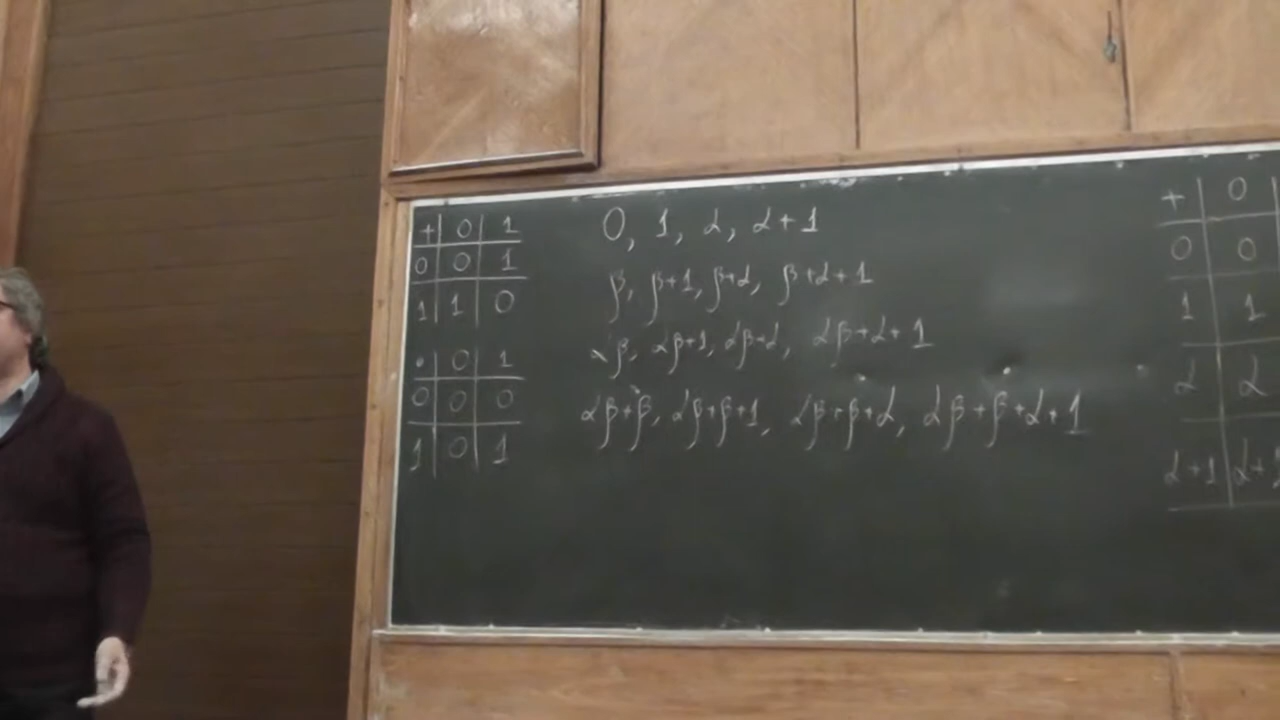 + 0 1
0 0 1
1 1 0
· 0 1
0 0 0
1 0 1
0, 1, α, α+1
β, β+1, β+α, β+α+1
αβ, αβ+1, αβ+α, αβ+α+1
αβ+β, αβ+β+1, αβ+β+α, αβ+β+α+1
+ 0
0 0
1 1
α α
α+1 α+1